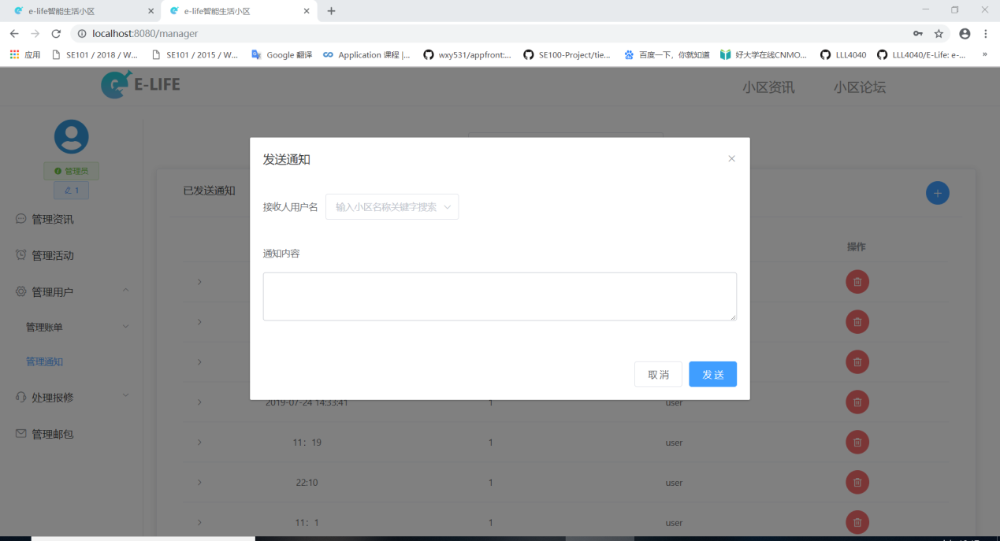 e-life智能生活小区
e-life智能生活小区
localhost:8080/manager
应用 SE101 / 2018 / W... SE101 / 2015 / W... Google 翻译 Application 课程 |... wxy531/appfront:... SE100-Project/tie... 百度一下，你就知道 好大学在线CNMO... LLL4040 LLL4040/E-Life: e-... »
E-LIFE 小区资讯 小区论坛
管理员
1
管理资讯
管理活动
管理用户
管理账单
管理通知
处理报修
管理邮包
已发送通知
操作
发送通知
接收人用户名 输入小区名称关键字搜索
通知内容
取消 发送
2019-07-24 14:33:41 1 user
11：19 1 user
22:10 1 user
11：1 1 user